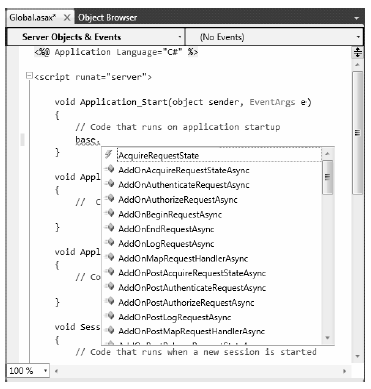 Global.asax* × Object Browser
Server Objects & Events (No Events)
<%@ Application Language="C#" %>
<script runat="server">
void Application_Start(object sender, EventArgs e)
{
// Code that runs on application startup
base.
}
AcquireRequestState
AddOnAcquireRequestStateAsync
AddOnAuthenticateRequestAsync
AddOnAuthorizeRequestAsync
AddOnBeginRequestAsync
AddOnEndRequestAsync
AddOnLogRequestAsync
AddOnMapRequestHandlerAsync
AddOnPostAcquireRequestStateAsync
AddOnPostAuthenticateRequestAsync
AddOnPostAuthorizeRequestAsync
AddOnPostLogRequestAsync
AddOnPostMapRequestHandlerAsync
void Appl
{
// C
}
void Appl
{
// Co
}
void Sess
{
// Code that runs when a new session is started
100 %